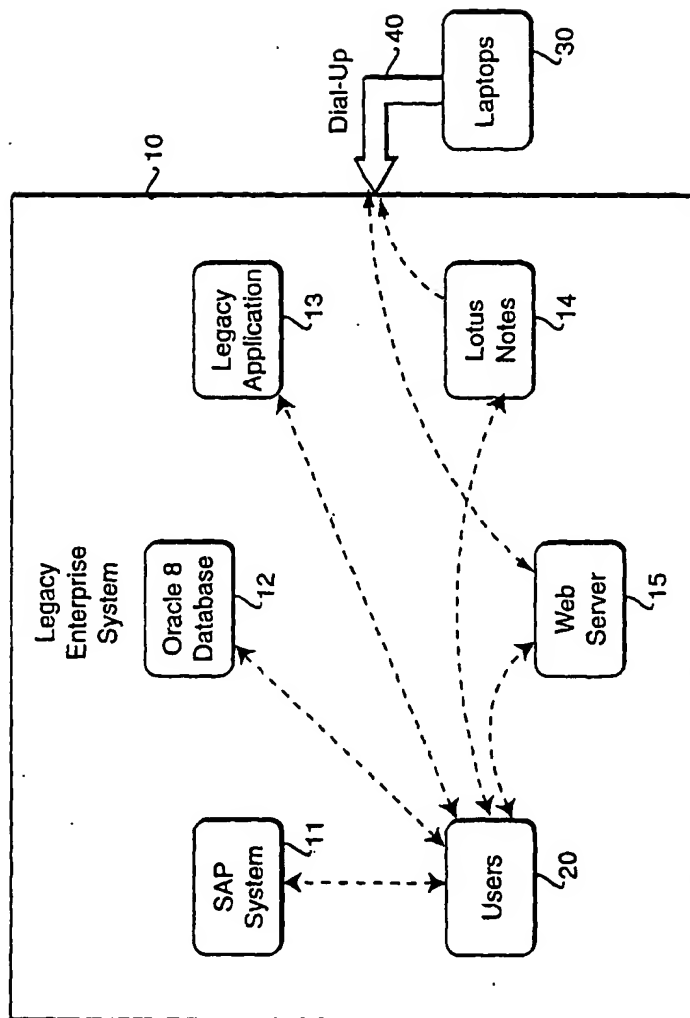 Legacy
Enterprise
System
10
SAP
System
11
Oracle 8
Database
12
Legacy
Application
13
Dial-Up
40
Users
20
Web
Server
15
Lotus
Notes
14
Laptops
30